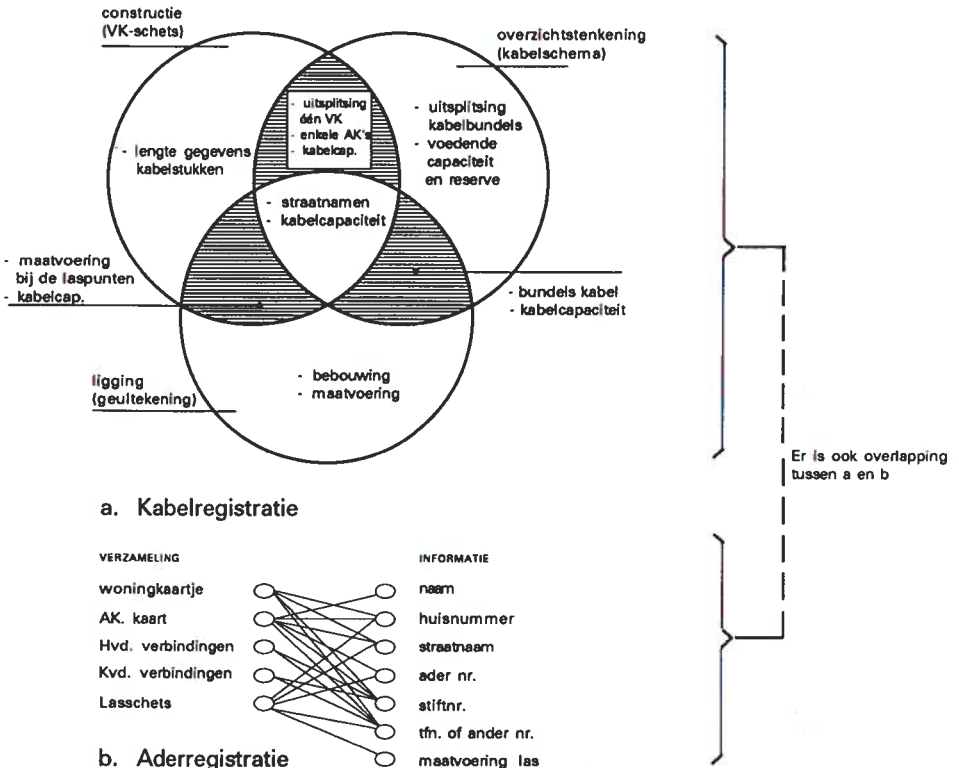 constructie
(VK-schets)
overzichtstenkening
(kabelschema)
- uitsplitsing
één VK
- enkele AK's
- kabelcap.
- uitsplitsing
kabelbundels
- voedende
capaciteit
en reserve
- lengte gegevens
kabelstukken
- straatnamen
- kabelcapaciteit
- maatvoering
bij de laspunten
- kabelcap.
- bundels kabel
- kabelcapaciteit
ligging
(geultekening)
- bebouwing
- maatvoering
Er is ook overlapping
tussen a en b
a. Kabelregistratie
VERZAMELING
INFORMATIE
woningkaartje
naam
AK. kaart
huisnummer
Hvd. verbindingen
straatnaam
Kvd. verbindingen
ader nr.
Lasschets
stiftnr.
tfn. of ander nr.
b. Aderregistratie
maatvoering las